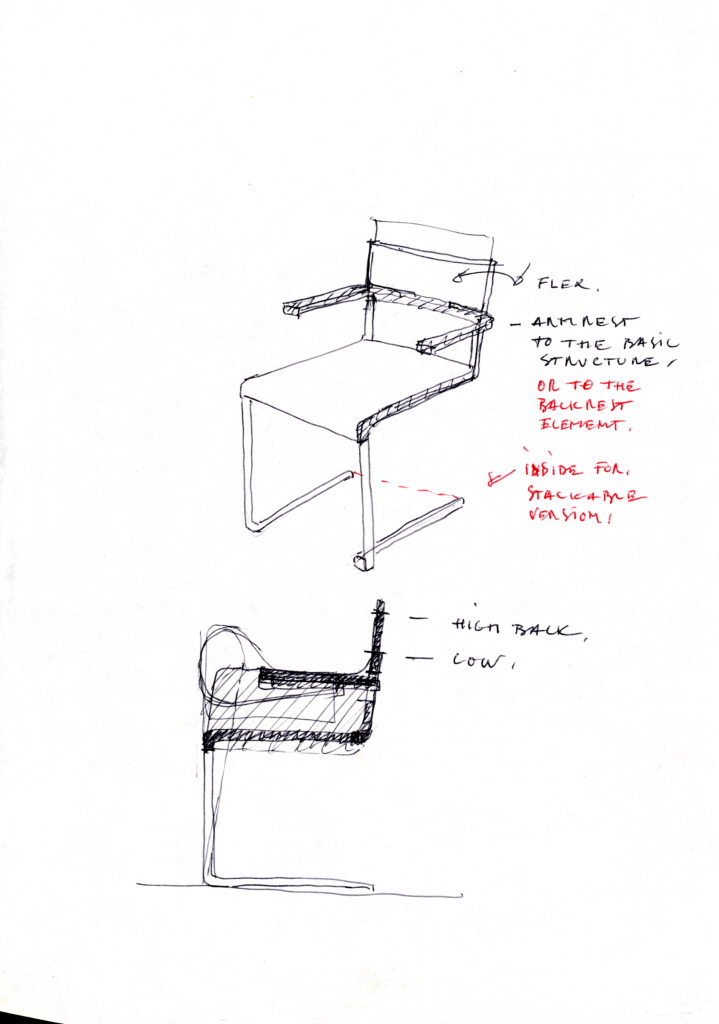 FLEX.
- ARMREST
TO THE BASIC
STRUCTURE,
OR TO THE
BACKREST
ELEMENT.
INSIDE FOR.
STACKABLE
VERSION!
- HIGH BACK.
- LOW.